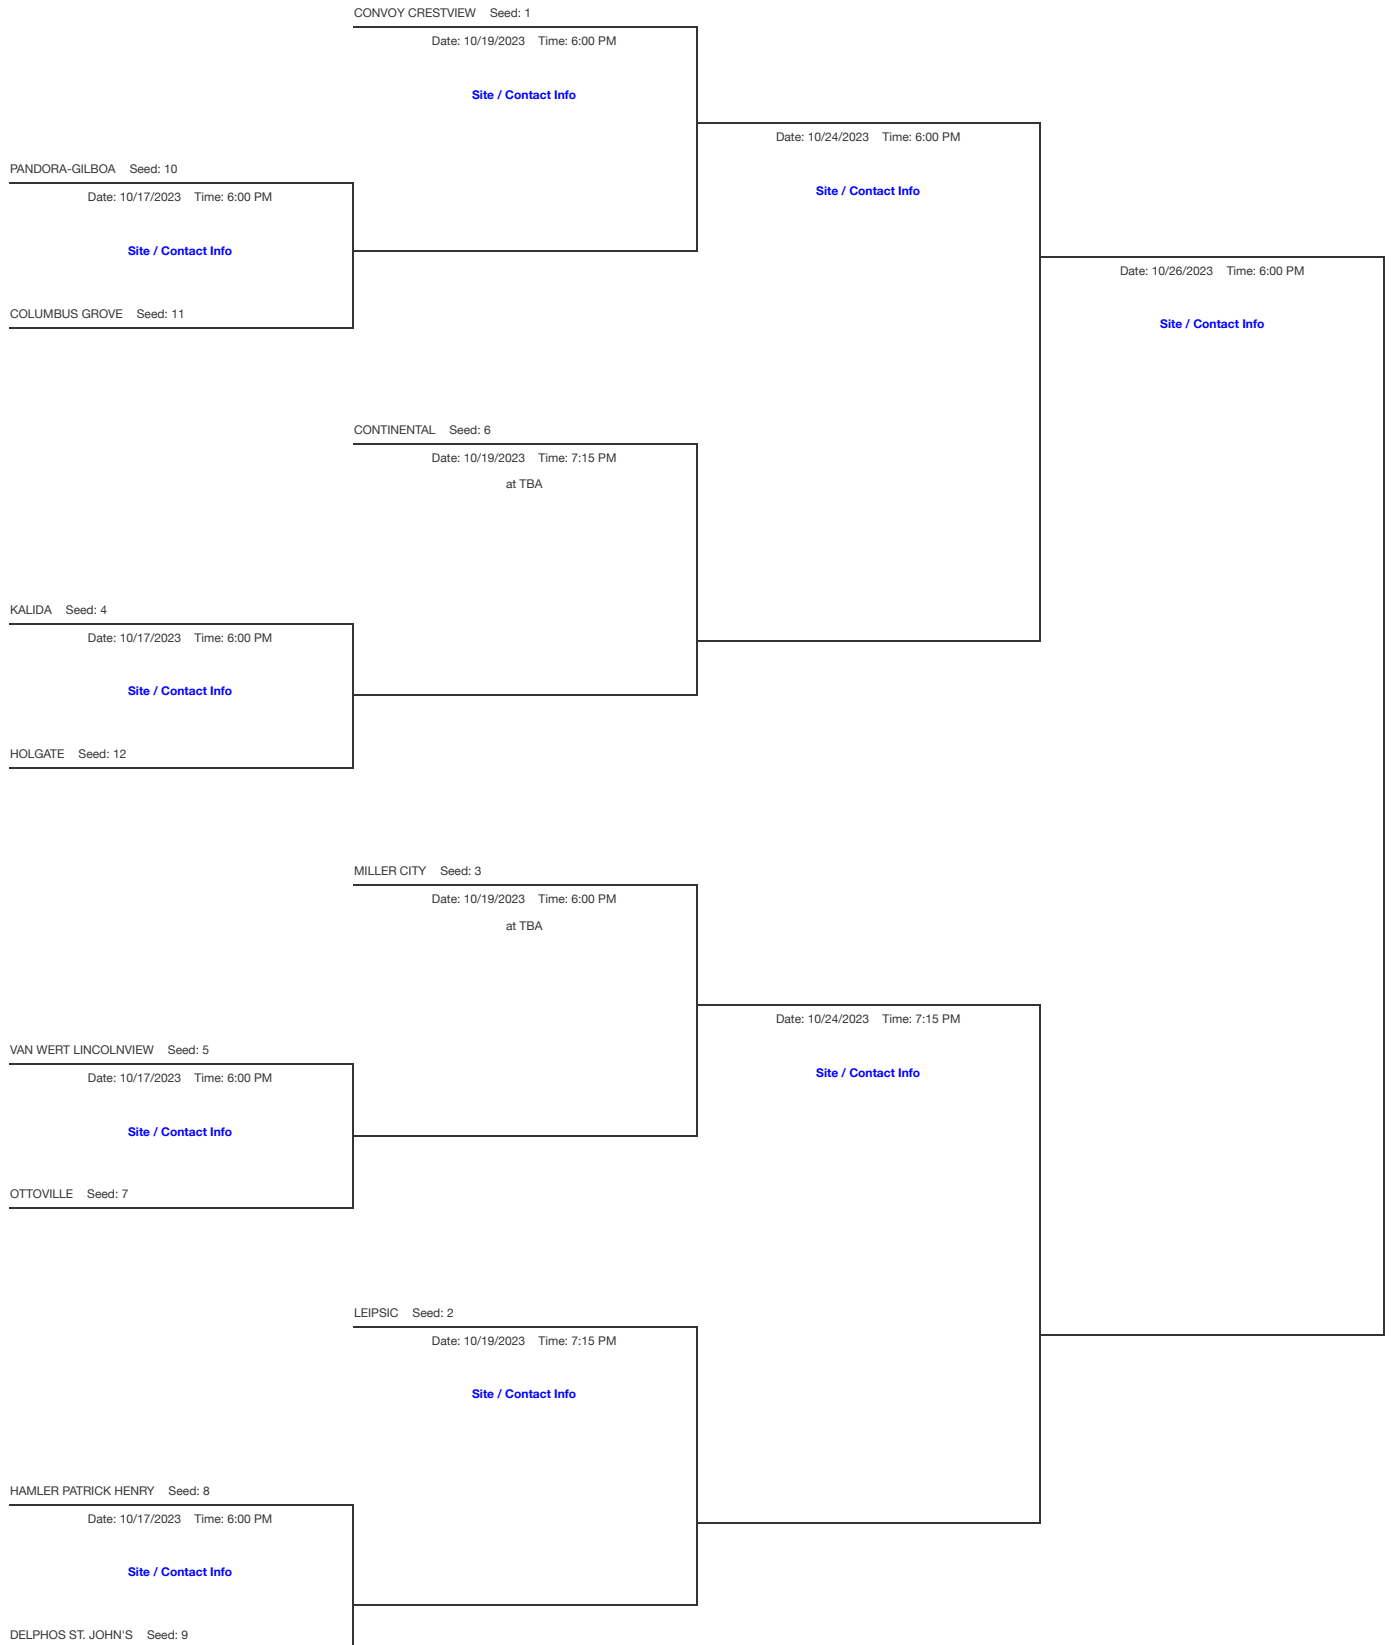 CONVOY CRESTVIEW Seed: 1
Date: 10/19/2023 Time: 6:00 PM
Site / Contact Info
Date: 10/24/2023 Time: 6:00 PM
PANDORA-GILBOA Seed: 10
Site / Contact Info
Date: 10/17/2023 Time: 6:00 PM
Site / Contact Info
Date: 10/26/2023 Time: 6:00 PM
COLUMBUS GROVE Seed: 11
Site / Contact Info
CONTINENTAL Seed: 6
Date: 10/19/2023 Time: 7:15 PM
at TBA
KALIDA Seed: 4
Date: 10/17/2023 Time: 6:00 PM
Site / Contact Info
HOLGATE Seed: 12
MILLER CITY Seed: 3
Date: 10/19/2023 Time: 6:00 PM
at TBA
Date: 10/24/2023 Time: 7:15 PM
VAN WERT LINCOLNVIEW Seed: 5
Site / Contact Info
Date: 10/17/2023 Time: 6:00 PM
Site / Contact Info
OTTOVILLE Seed: 7
LEIPSIC Seed: 2
Date: 10/19/2023 Time: 7:15 PM
Site / Contact Info
HAMLER PATRICK HENRY Seed: 8
Date: 10/17/2023 Time: 6:00 PM
Site / Contact Info
DELPHOS ST. JOHN'S Seed: 9